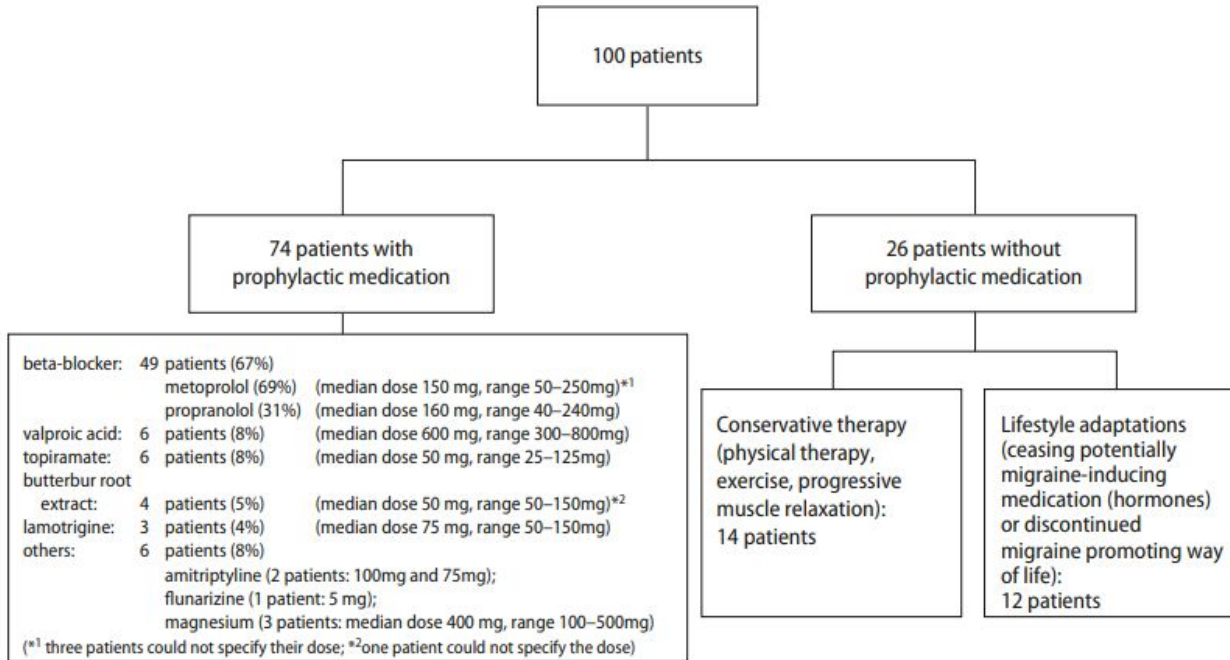 100 patients
74 patients with
prophylactic medication
26 patients without
prophylactic medication
beta-blocker: 49 patients (67%)
metoprolol (69%) (median dose 150 mg, range 50–250mg)*1
propranolol (31%) (median dose 160 mg, range 40–240mg)
valproic acid: 6 patients (8%) (median dose 600 mg, range 300–800mg)
topiramate: 6 patients (8%) (median dose 50 mg, range 25–125mg)
butterbur root
extract: 4 patients (5%) (median dose 50 mg, range 50–150mg)*2
lamotrigine: 3 patients (4%) (median dose 75 mg, range 50–150mg)
others: 6 patients (8%)
amitriptyline (2 patients: 100mg and 75mg);
flunarizine (1 patient: 5 mg);
magnesium (3 patients: median dose 400 mg, range 100–500mg)
(*1 three patients could not specify their dose; *2one patient could not specify the dose)
Conservative therapy
(physical therapy,
exercise, progressive
muscle relaxation):
14 patients
Lifestyle adaptations
(ceasing potentially
migraine-inducing
medication (hormones)
or discontinued
migraine promoting way
of life):
12 patients